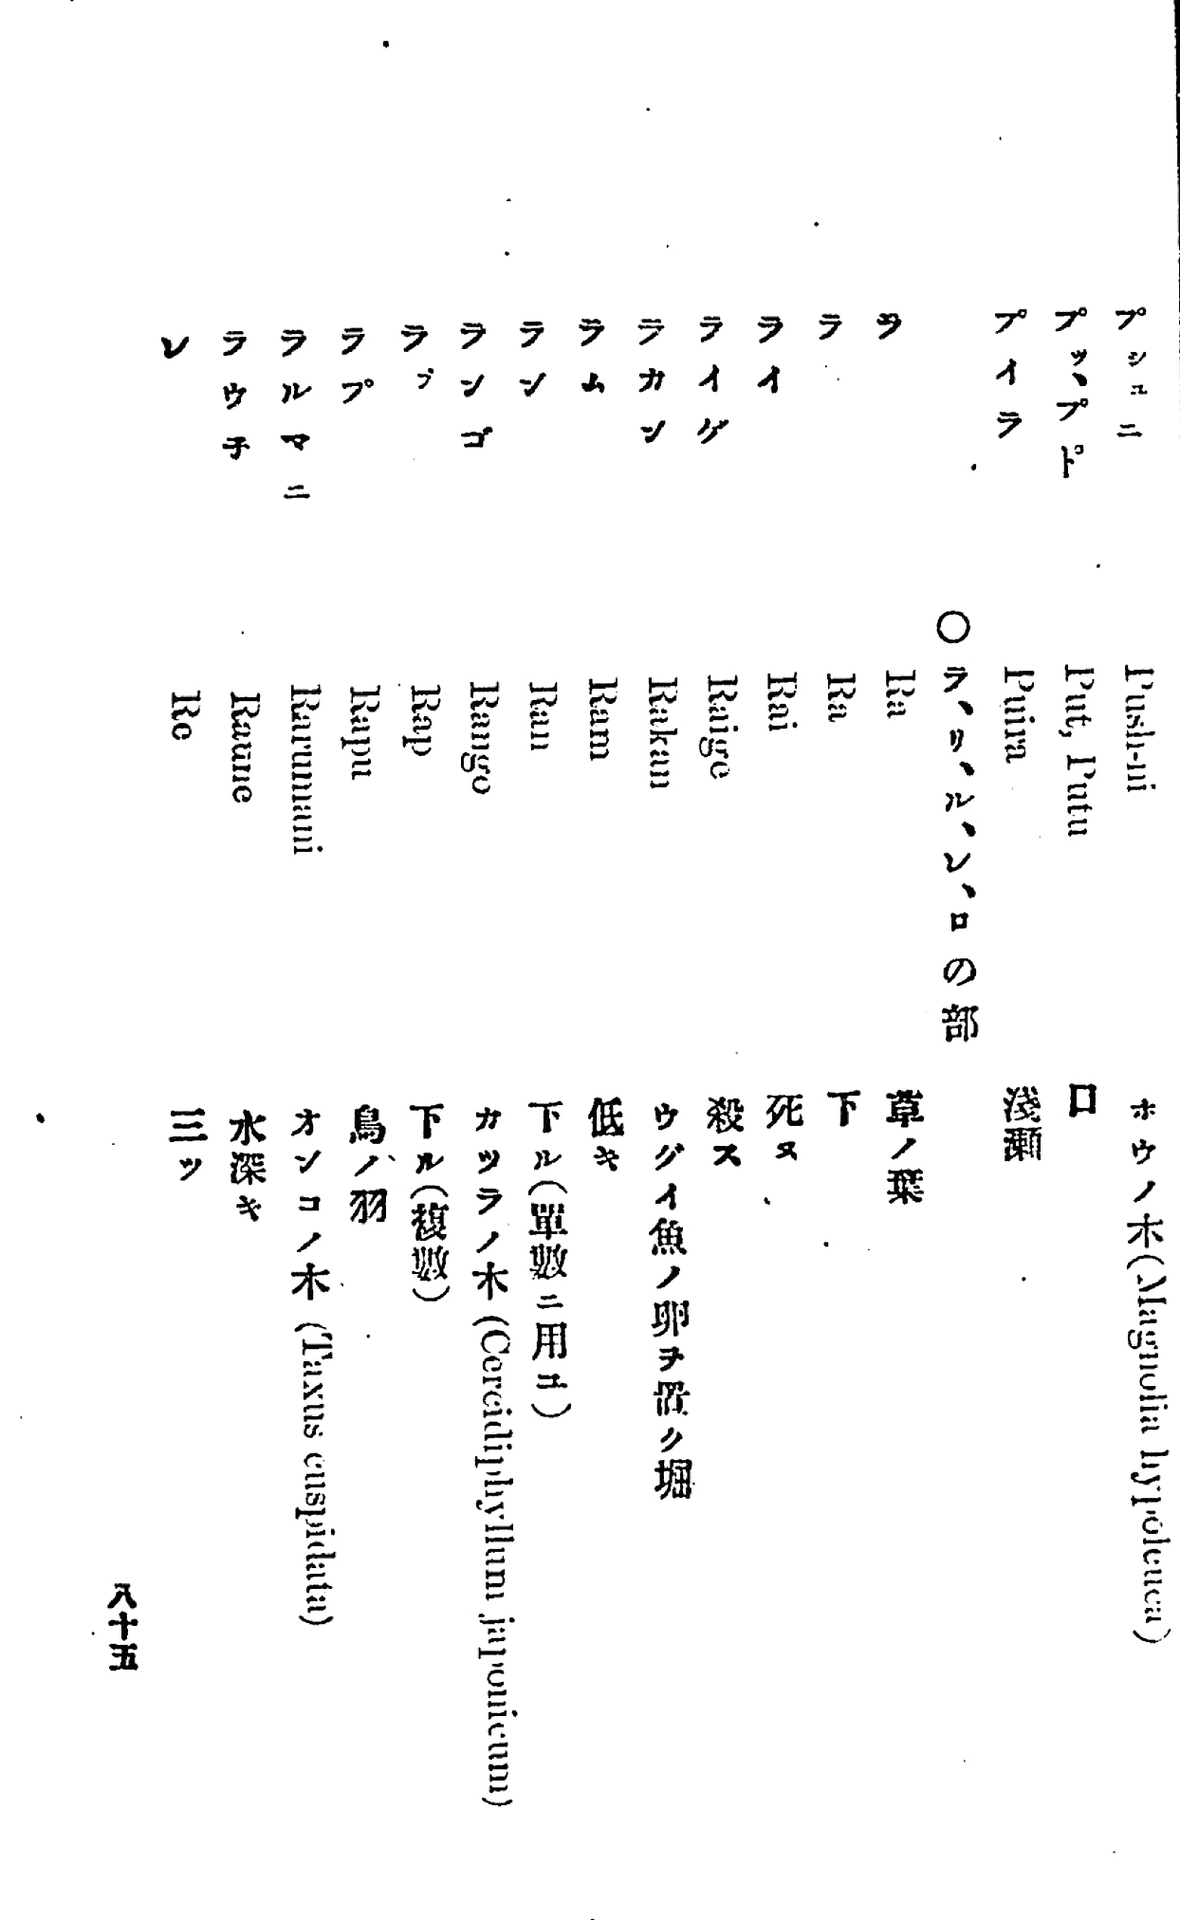 プシュニ Push-ni ホウノ木(Magnolia hypoleuca)
プッ、プド Put, Putu 口
プイラ Puira 淺瀬
〇ラ、リ、ル、レ、ロの部
ラ Ra 草ノ葉
ラ Ra 下
ライ Rai 死ヌ
ライゲ Raige 殺ス
ラカン Rakan ウグイ魚ノ卵ヲ置ク堀
ラム Ram 低キ
ラン Ran 下ル(單數ニ用ユ)
ランゴ Rango カツラノ木(Cercidiphyllum japonicum)
ラプ Rap 下ル(複數)
ラプ Rapu 鳥ノ羽
ラルマニ Rarumani オンコノ木(Taxus cuspidata)
ラウ子 Raune 水深キ
レ Re 三ツ
八十五